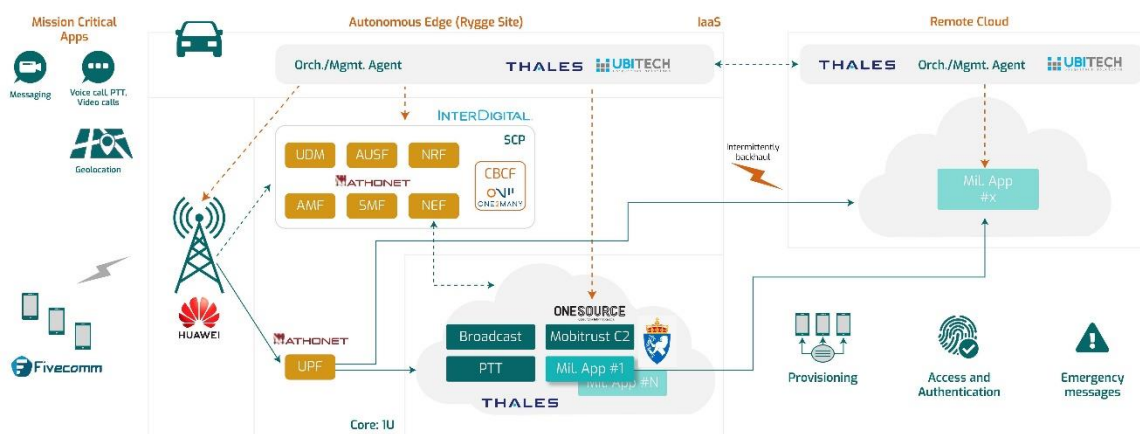 Mission Critical
Apps
Messaging
Voice call, PTT,
Video calls
Geolocation
Fivecomm
Autonomous Edge (Rygge Site)
IaaS
Orch./Mgmt. Agent
THALES
UBITECH
INTERDIGITAL
SCP
UDM
AUSF
NRF
ATHONET
AMF
SMF
NEF
CBCF
ONE2MANY
HUAWEI
ATHONET
UPF
ONESOURCE
Broadcast
Mobitrust C2
PTT
Mil. App #1
Mil. App #N
THALES
Core: 1U
Intermittently
backhaul
Remote Cloud
THALES
Orch./Mgmt. Agent
UBITECH
Mil. App
#x
Provisioning
Access and
Authentication
Emergency
messages